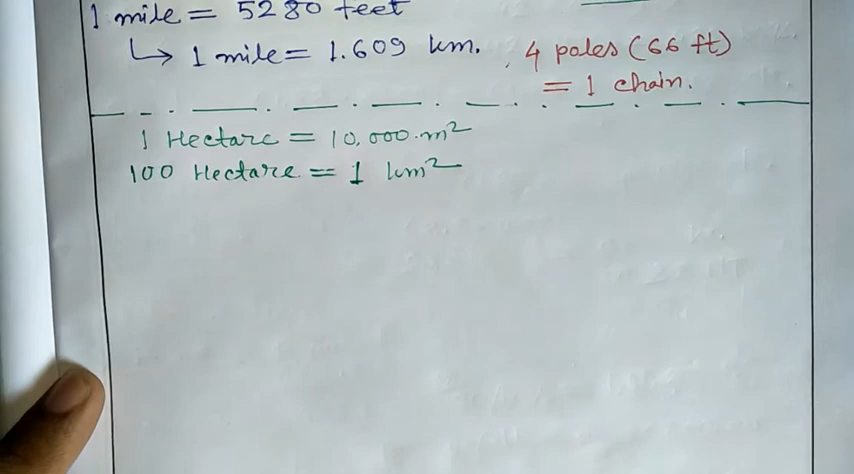 1 mile = 5280 feet
↳ 1 mile = 1.609 km.
4 poles (66 ft)
= 1 chain.
1 Hectare = 10,000 m²
100 Hectare = 1 km²